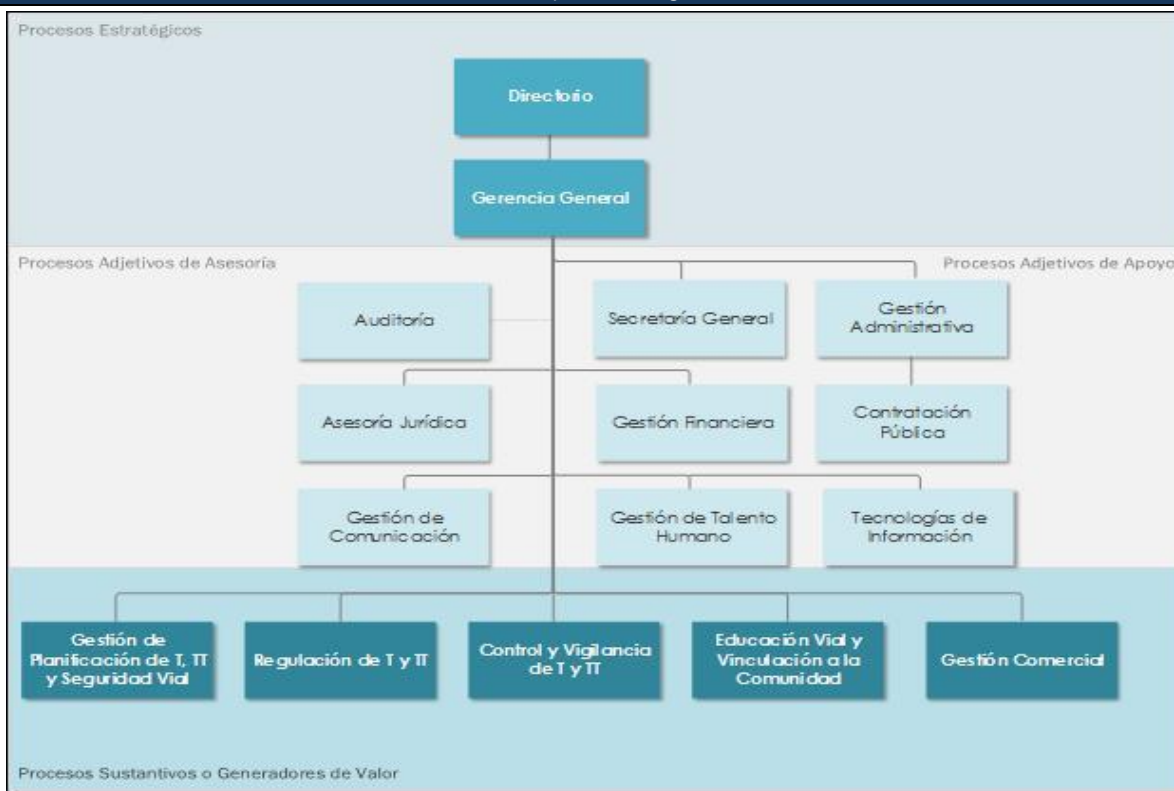 Procesos Estratégicos
Directorio
Gerencia General
Procesos Adjetivos de Asesoría
Procesos Adjetivos de Apoyo
Auditoría
Secretaría General
Gestión
Administrativa
Asesoría Jurídica
Gestión Financiera
Contratación
Pública
Gestión de
Comunicación
Gestión de Talento
Humano
Tecnologías de
Información
Gestión de
Planificación de T, TT
y Seguridad Vial
Regulación de T y TT
Control y Vigilancia
de T y TT
Educación Vial y
Vinculación a la
Comunidad
Gestión Comercial
Procesos Sustantivos o Generadores de Valor